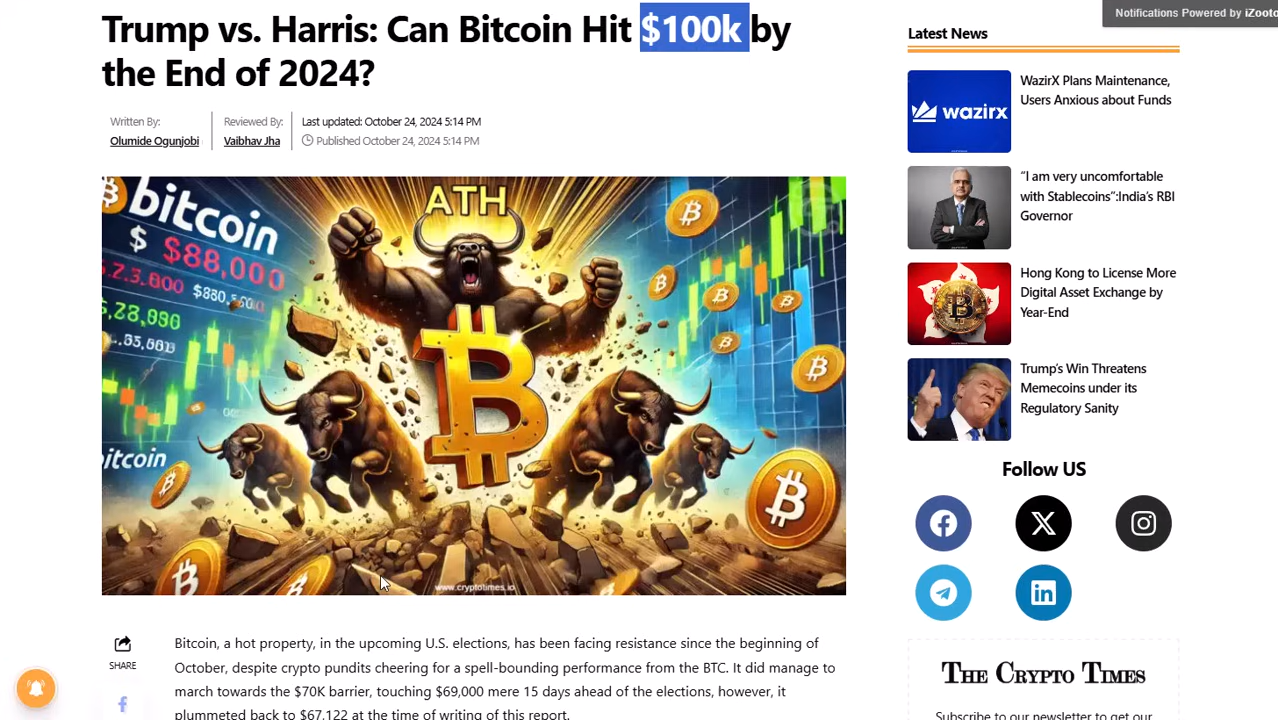 Notifications Powered by iZooto
Trump vs. Harris: Can Bitcoin Hit $100k by
the End of 2024?
Written By:
Olumide Ogunjobi
Reviewed By:
Vaibhav Jha
Last updated: October 24, 2024 5:14 PM
Published October 24, 2024 5:14 PM
bitcoin
$ $88,000
ATH
itcoin
www.cryptotimes.io
SHARE
Bitcoin, a hot property, in the upcoming U.S. elections, has been facing resistance since the beginning of
October, despite crypto pundits cheering for a spell-bounding performance from the BTC. It did manage to
march towards the $70K barrier, touching $69,000 mere 15 days ahead of the elections, however, it
plummeted back to $67,122 at the time of writing of this report.
Latest News
wazirx
WazirX Plans Maintenance,
Users Anxious about Funds
“I am very uncomfortable
with Stablecoins”:India’s RBI
Governor
Hong Kong to License More
Digital Asset Exchange by
Year-End
Trump’s Win Threatens
Memecoins under its
Regulatory Sanity
Follow US
The Crypto Times
Subscribe to our newsletter to get our